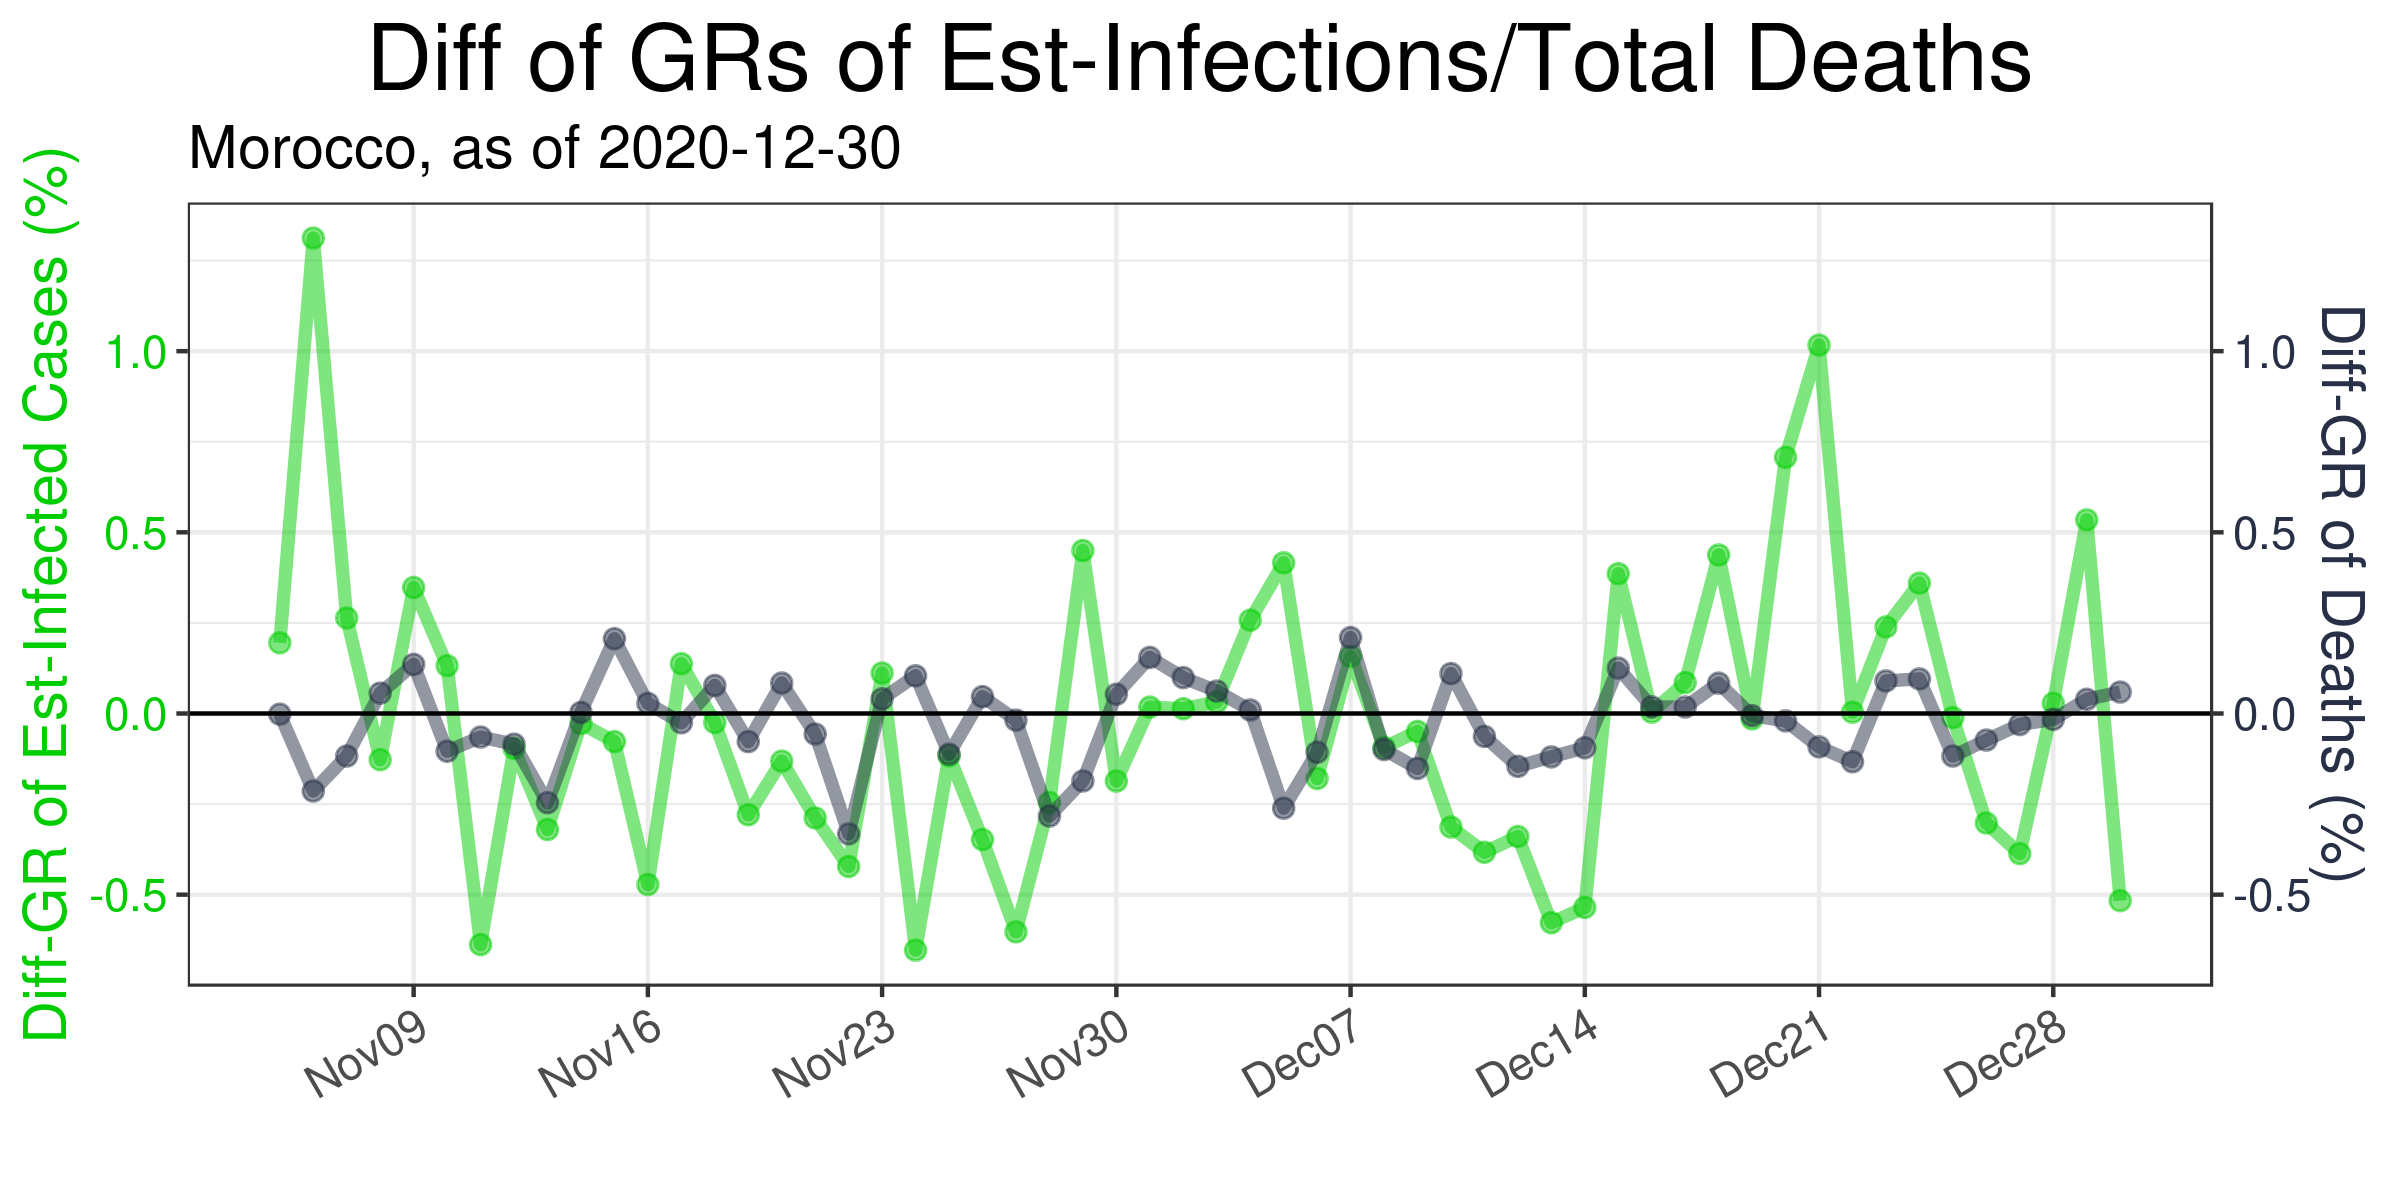 Diff of GRs of Est-Infections/Total Deaths
Morocco, as of 2020-12-30
Diff-GR of Est-Infected Cases (%)
1.0
0.5
0.0
-0.5
1.0
0.5
0.0
-0.5
Diff-GR of Deaths (%)
Nov09
Nov16
Nov23
Nov30
Dec07
Dec14
Dec21
Dec28